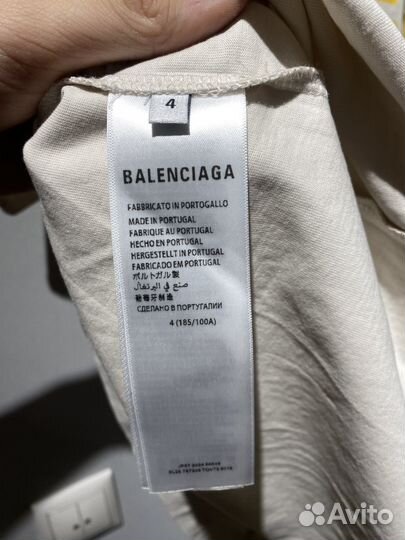 4
BALENCIAGA
FABBRICATO IN PORTOGALLO
MADE IN PORTUGAL
FABRIQUE AU PORTUGAL
HECHO EN PORTUGAL
HERGESTELLT IN PORTUGAL
FABRICADO EM PORTUGAL
ポルトガル製
صنع في البرتغال
葡萄牙制造
СДЕЛАНО В ПОРТУГАЛИИ
4 (185/100A)
Avito